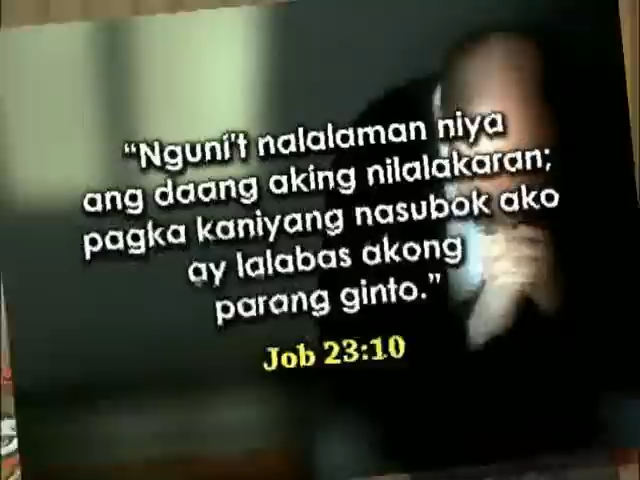 “Nguni't nalalaman niya
ang daang aking nilalakaran;
pagka kaniyang nasubok ako
ay lalabas akong
parang ginto.”
Job 23:10